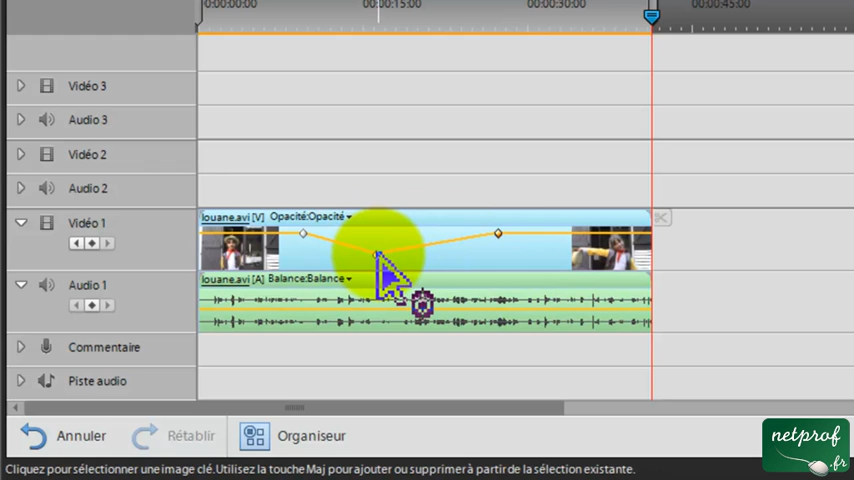 00:00:00:00 00:00:15:00 00:00:30:00 00:00:45:00
Vidéo 3
Audio 3
Vidéo 2
Audio 2
Vidéo 1
louane.avi [V] Opacité:Opacité
Audio 1
louane.avi [A] Balance:Balance
Commentaire
Piste audio
Annuler Rétablir Organiseur
netprof.fr
Cliquez pour sélectionner une image clé.Utilisez la touche Maj pour ajouter ou supprimer à partir de la sélection existante.